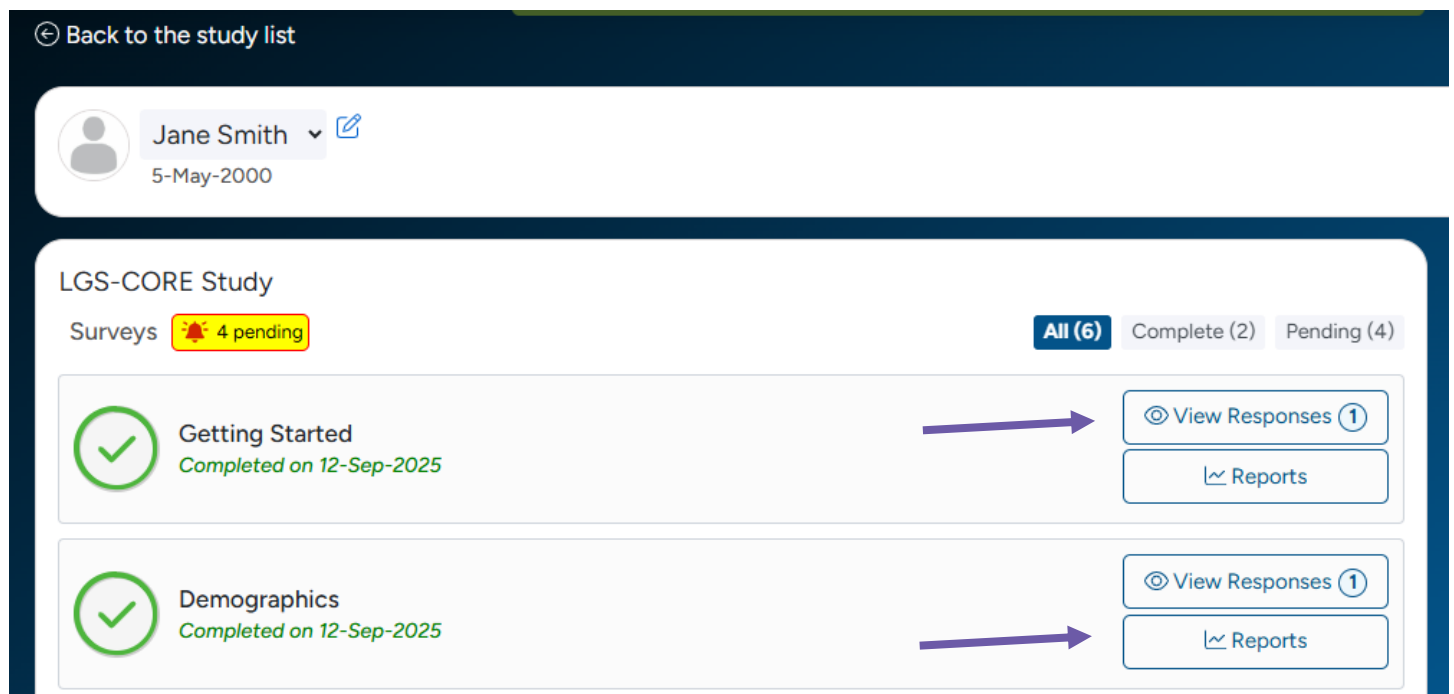 Back to the study list
Jane Smith
5-May-2000
LGS-CORE Study
Surveys 4 pending All (6) Complete (2) Pending (4)
Getting Started
Completed on 12-Sep-2025
View Responses 1
Reports
Demographics
Completed on 12-Sep-2025
View Responses 1
Reports